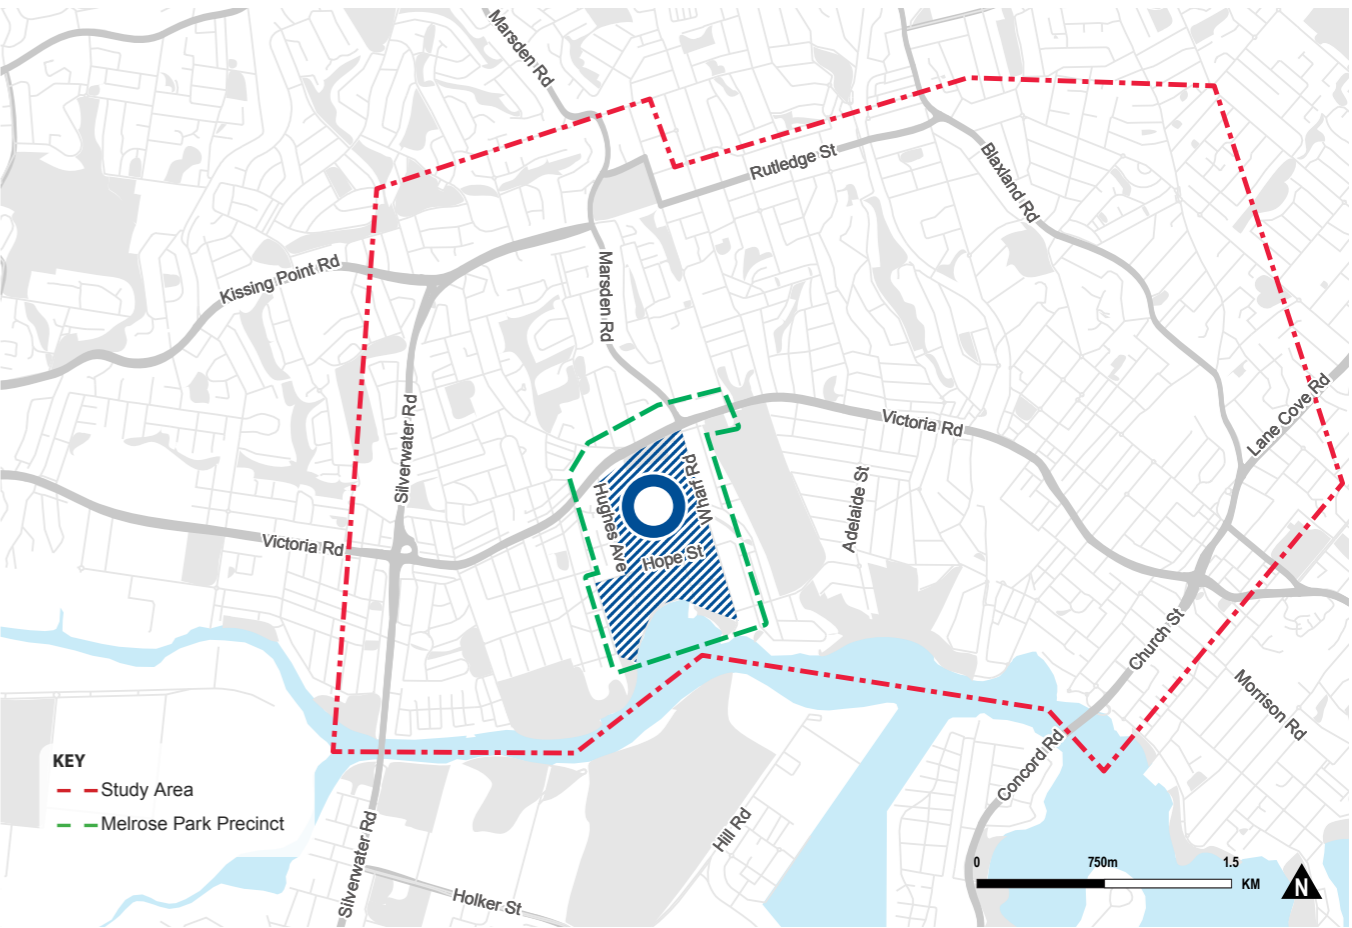 Marsden Rd
Rutledge St
Blaxland Rd
Kissing Point Rd
Marsden Rd
Lane Cove Rd
Silverwater Rd
Victoria Rd
Hughes Ave
Wharf Rd
Adelaide St
Victoria Rd
Hope St
Church St
Morrison Rd
Concord Rd
KEY
Study Area
Melrose Park Precinct
Hill Rd
Silverwater Rd
Holker St
0 750m 1.5
KM
N